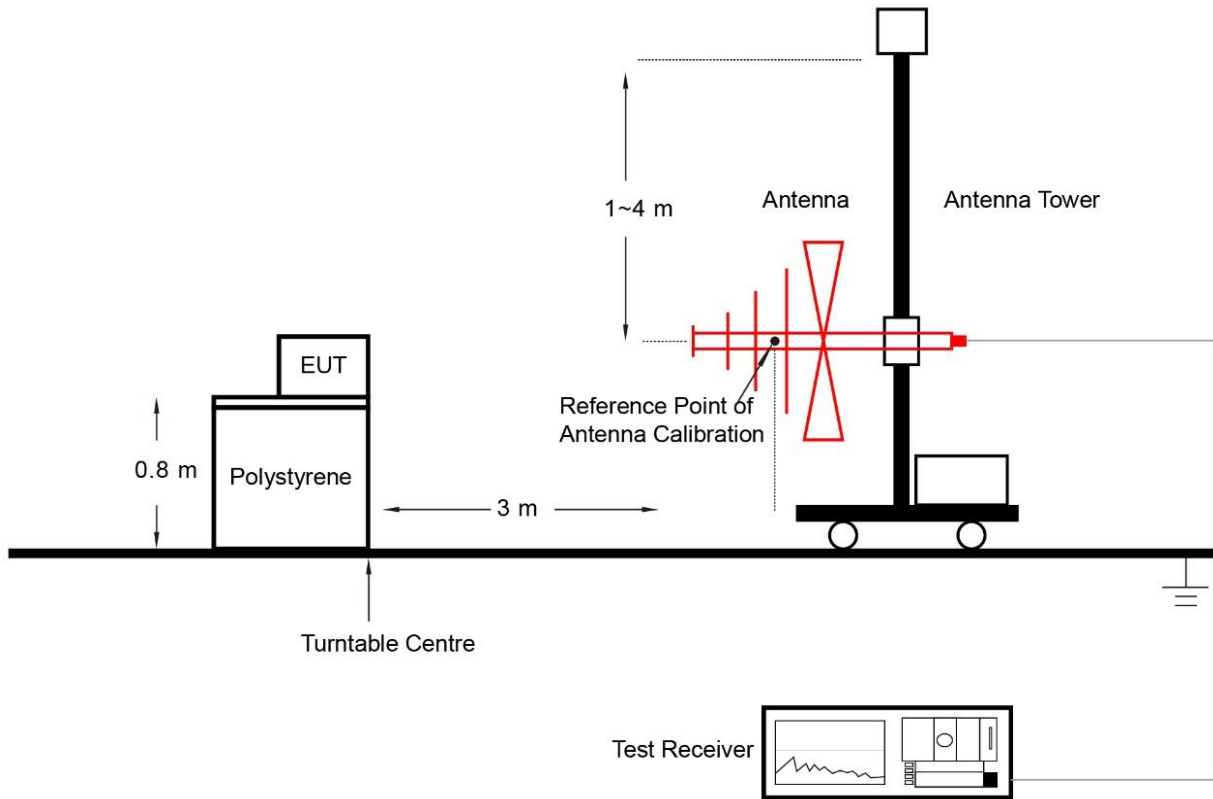 1~4 m
Antenna
Antenna Tower
EUT
Reference Point of
Antenna Calibration
0.8 m
Polystyrene
3 m
Turntable Centre
Test Receiver